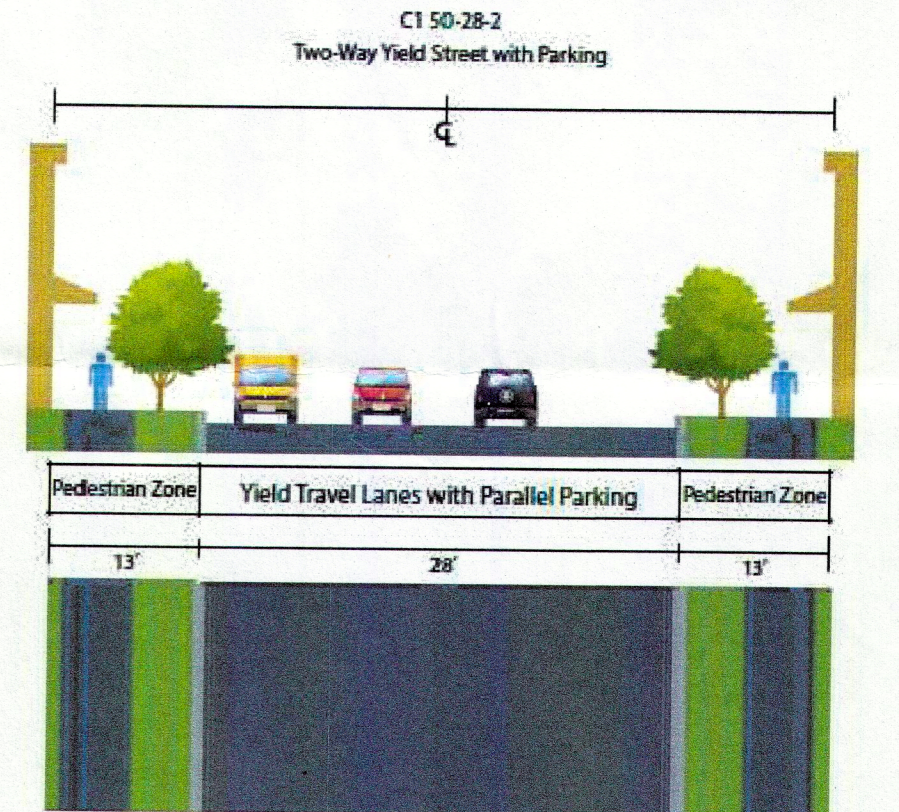 C1 50-28-2
Two-Way Yield Street with Parking
℄
Pedestrian Zone
Yield Travel Lanes with Parallel Parking
Pedestrian Zone
13'
28'
13'